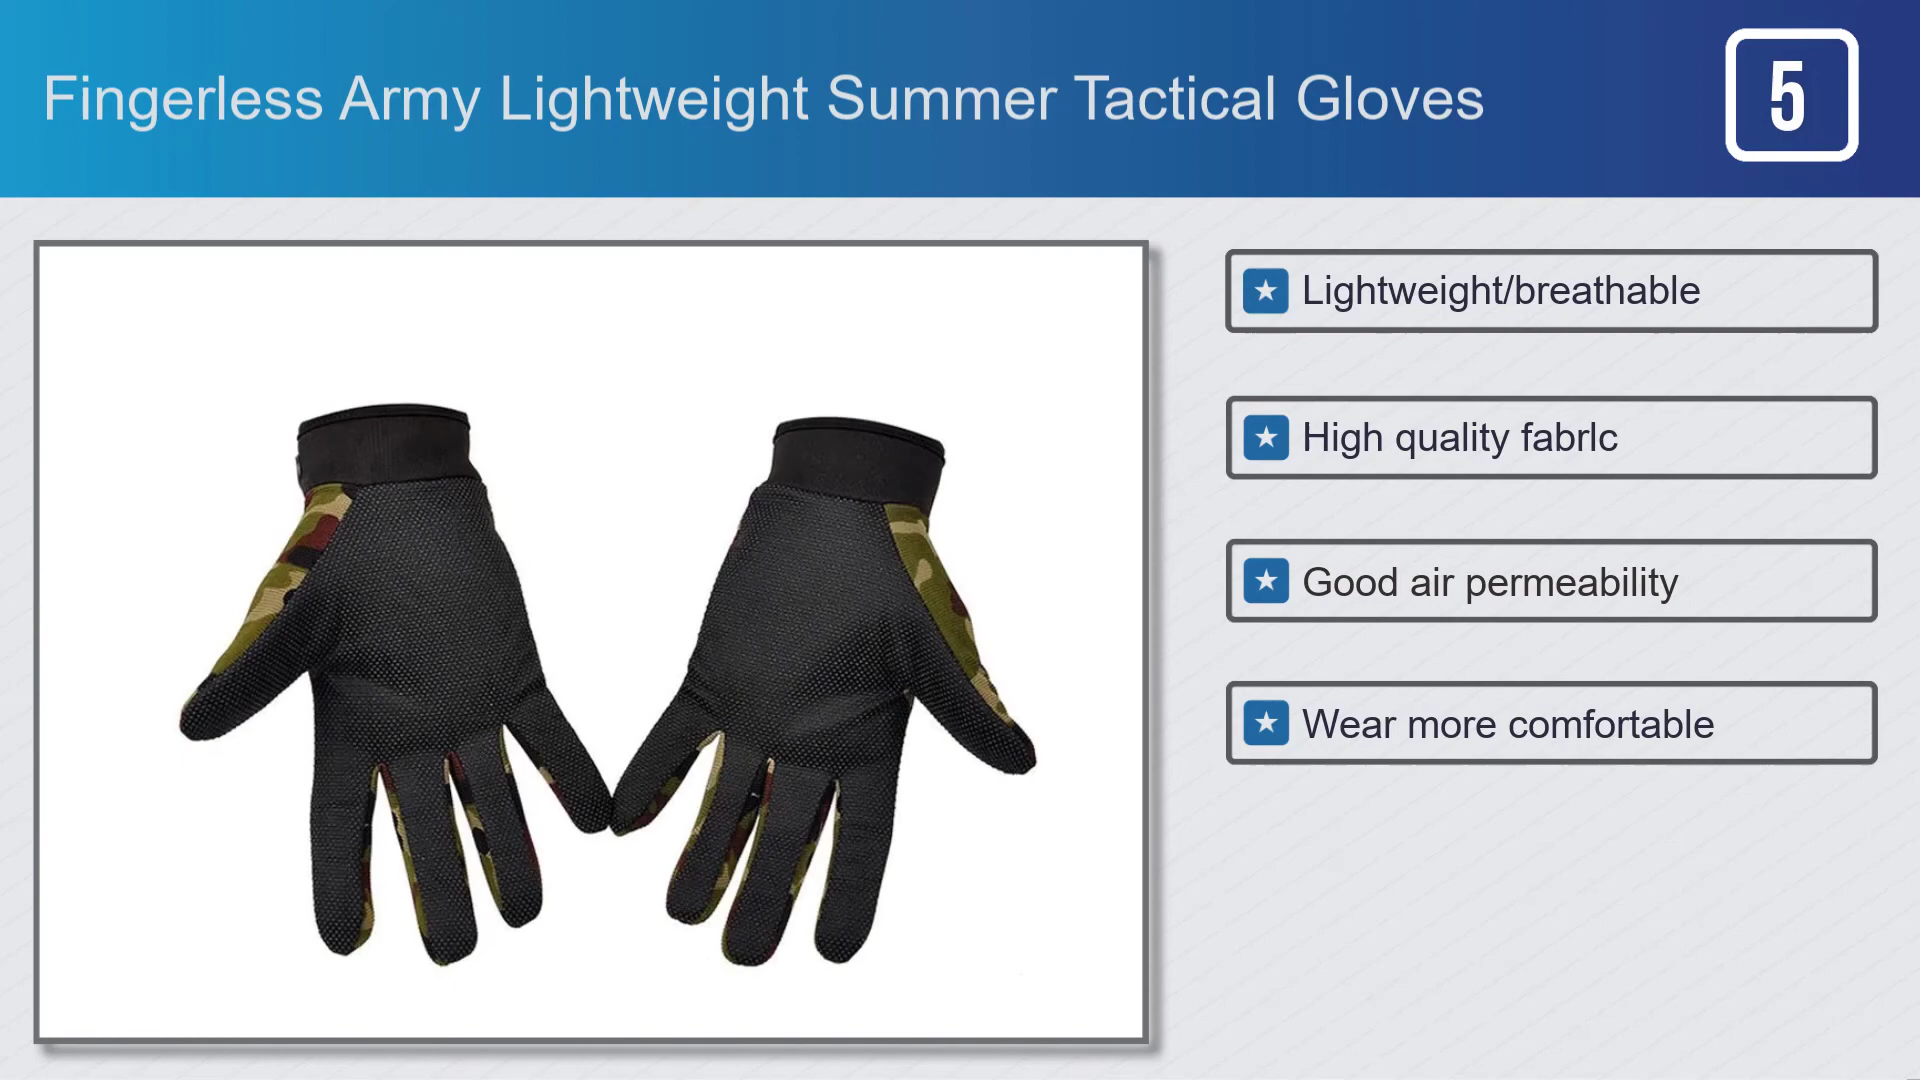 Fingerless Army Lightweight Summer Tactical Gloves
5
Lightweight/breathable
High quality fabrlc
Good air permeability
Wear more comfortable